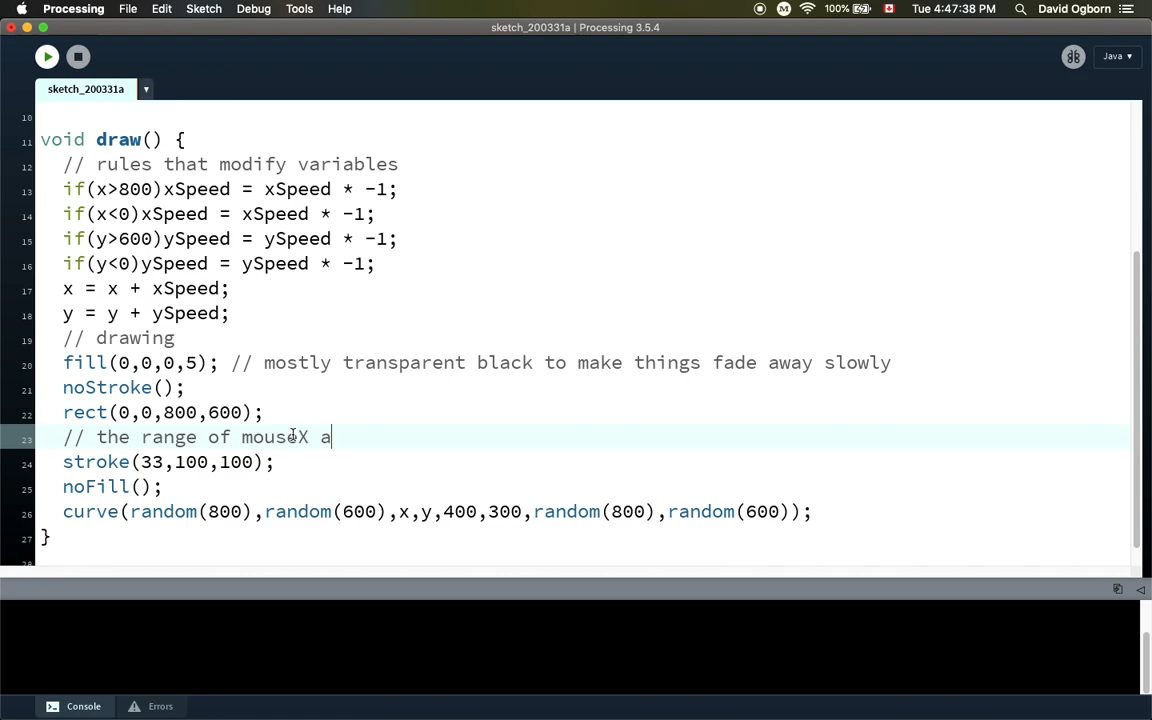 Processing File Edit Sketch Debug Tools Help M 100% Tue 4:47:38 PM David Ogborn
sketch_200331a | Processing 3.5.4
Java ▾
sketch_200331a ▾
10
11 void draw() {
12 // rules that modify variables
13 if(x>800)xSpeed = xSpeed * -1;
14 if(x<0)xSpeed = xSpeed * -1;
15 if(y>600)ySpeed = ySpeed * -1;
16 if(y<0)ySpeed = ySpeed * -1;
17 x = x + xSpeed;
18 y = y + ySpeed;
19 // drawing
20 fill(0,0,0,5); // mostly transparent black to make things fade away slowly
21 noStroke();
22 rect(0,0,800,600);
23 // the range of mouseX a
24 stroke(33,100,100);
25 noFill();
26 curve(random(800),random(600),x,y,400,300,random(800),random(600));
27 }
28
Console Errors